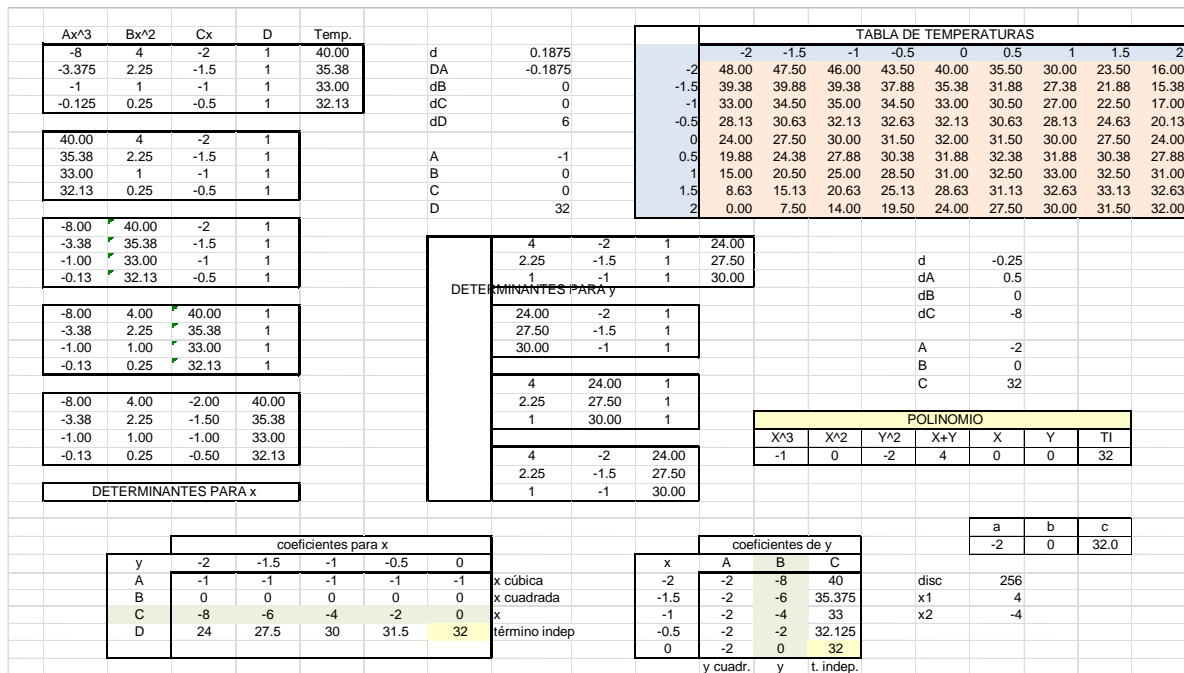 Ax^3 Bx^2 Cx D Temp.
-8 4 -2 1 40.00
-3.375 2.25 -1.5 1 35.38
-1 1 -1 1 33.00
-0.125 0.25 -0.5 1 32.13
40.00 4 -2 1
35.38 2.25 -1.5 1
33.00 1 -1 1
32.13 0.25 -0.5 1
-8.00 40.00 -2 1
-3.38 35.38 -1.5 1
-1.00 33.00 -1 1
-0.13 32.13 -0.5 1
-8.00 4.00 40.00 1
-3.38 2.25 35.38 1
-1.00 1.00 33.00 1
-0.13 0.25 32.13 1
-8.00 4.00 -2.00 40.00
-3.38 2.25 -1.50 35.38
-1.00 1.00 -1.00 33.00
-0.13 0.25 -0.50 32.13
DETERMINANTES PARA x
d 0.1875
DA -0.1875
dB 0
dC 0
dD 6
A -1
B 0
C 0
D 32
TABLA DE TEMPERATURAS
-2 -1.5 -1 -0.5 0 0.5 1 1.5 2
-2 48.00 47.50 46.00 43.50 40.00 35.50 30.00 23.50 16.00
-1.5 39.38 39.88 39.38 37.88 35.38 31.88 27.38 21.88 15.38
-1 33.00 34.50 35.00 34.50 33.00 30.50 27.00 22.50 17.00
-0.5 28.13 30.63 32.13 32.63 32.13 30.63 28.13 24.63 20.13
0 24.00 27.50 30.00 31.50 32.00 31.50 30.00 27.50 24.00
0.5 19.88 24.38 27.88 30.38 31.88 32.38 31.88 30.38 27.88
1 15.00 20.50 25.00 28.50 31.00 32.50 33.00 32.50 31.00
1.5 8.63 15.13 20.63 25.13 28.63 31.13 32.63 33.13 32.63
2 0.00 7.50 14.00 19.50 24.00 27.50 30.00 31.50 32.00
DETERMINANTES PARA y
4 -2 1 24.00
2.25 -1.5 1 27.50
1 -1 1 30.00
24.00 -2 1
27.50 -1.5 1
30.00 -1 1
4 24.00 1
2.25 27.50 1
1 30.00 1
4 -2 24.00
2.25 -1.5 27.50
1 -1 30.00
d -0.25
dA 0.5
dB 0
dC -8
A -2
B 0
C 32
POLINOMIO
X^3 X^2 Y^2 X+Y X Y TI
-1 0 -2 4 0 0 32
coeficientes para x
y -2 -1.5 -1 -0.5 0
A -1 -1 -1 -1 -1 x cúbica
B 0 0 0 0 0 x cuadrada
C -8 -6 -4 -2 0 x
D 24 27.5 30 31.5 32 término indep
coeficientes de y
x A B C
-2 -2 -8 40
-1.5 -2 -6 35.375
-1 -2 -4 33
-0.5 -2 -2 32.125
0 -2 0 32
y cuadr. y t. indep.
a b c
-2 0 32.0
disc 256
x1 4
x2 -4